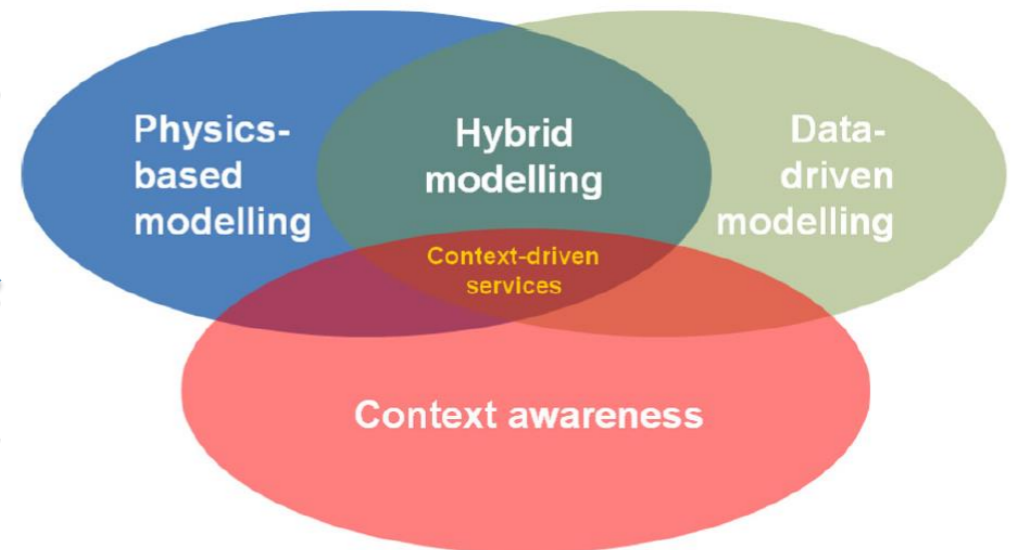 Physics-
based
modelling
Hybrid
modelling
Data-
driven
modelling
Context-driven
services
Context awareness